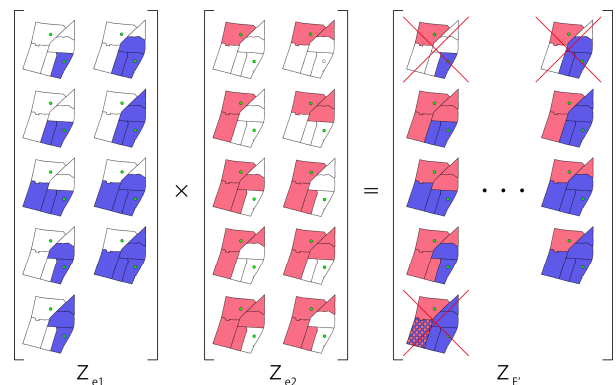 × = . . .
Z e1 Z e2 Z F'